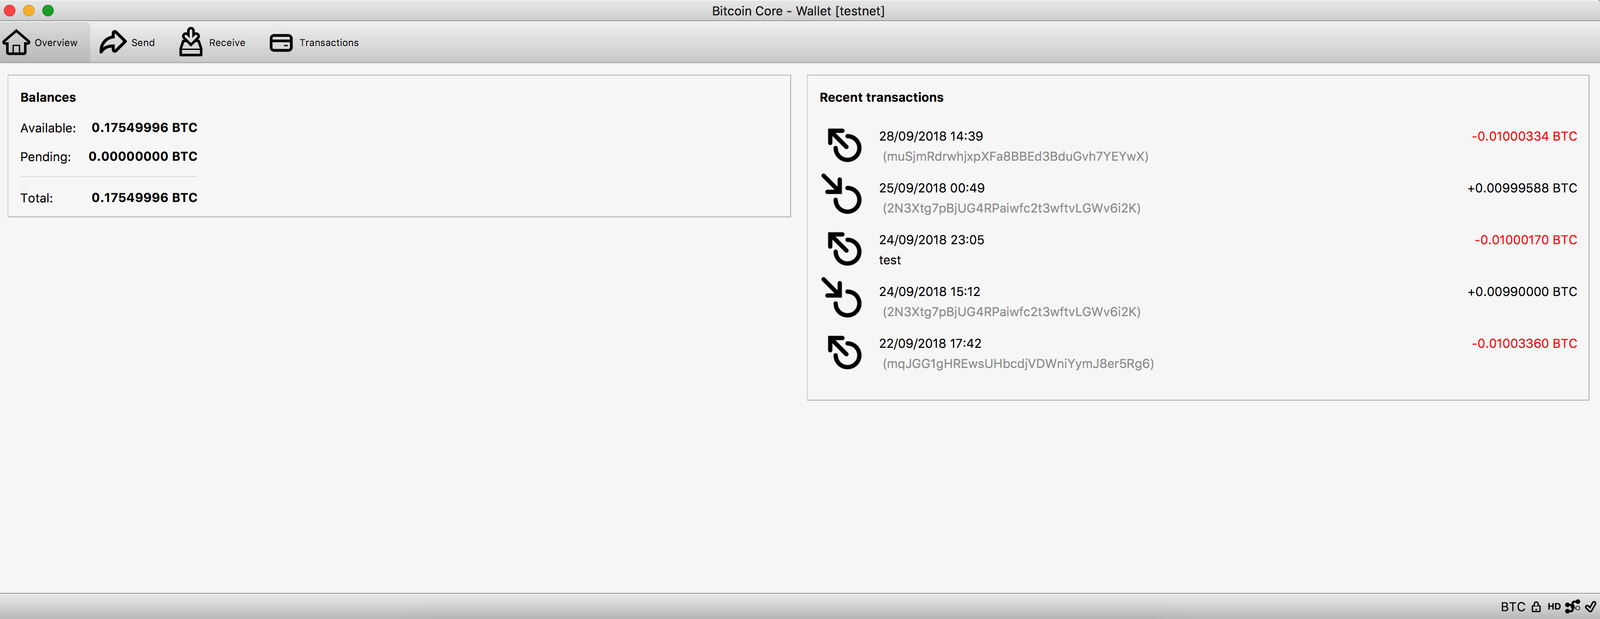 Bitcoin Core - Wallet [testnet]
Overview Send Receive Transactions
Balances
Available: 0.17549996 BTC
Pending: 0.00000000 BTC
Total: 0.17549996 BTC
Recent transactions
28/09/2018 14:39 -0.01000334 BTC
(muSjmRdrwhjxpXFa8BBEd3BduGvh7YEYwX)
25/09/2018 00:49 +0.00999588 BTC
(2N3Xtg7pBjUG4RPaiwfc2t3wftvLGWv6i2K)
24/09/2018 23:05 -0.01000170 BTC
test
24/09/2018 15:12 +0.00990000 BTC
(2N3Xtg7pBjUG4RPaiwfc2t3wftvLGWv6i2K)
22/09/2018 17:42 -0.01003360 BTC
(mqJGG1gHREwsUHbcdjVDWniYymJ8er5Rg6)
BTC HD